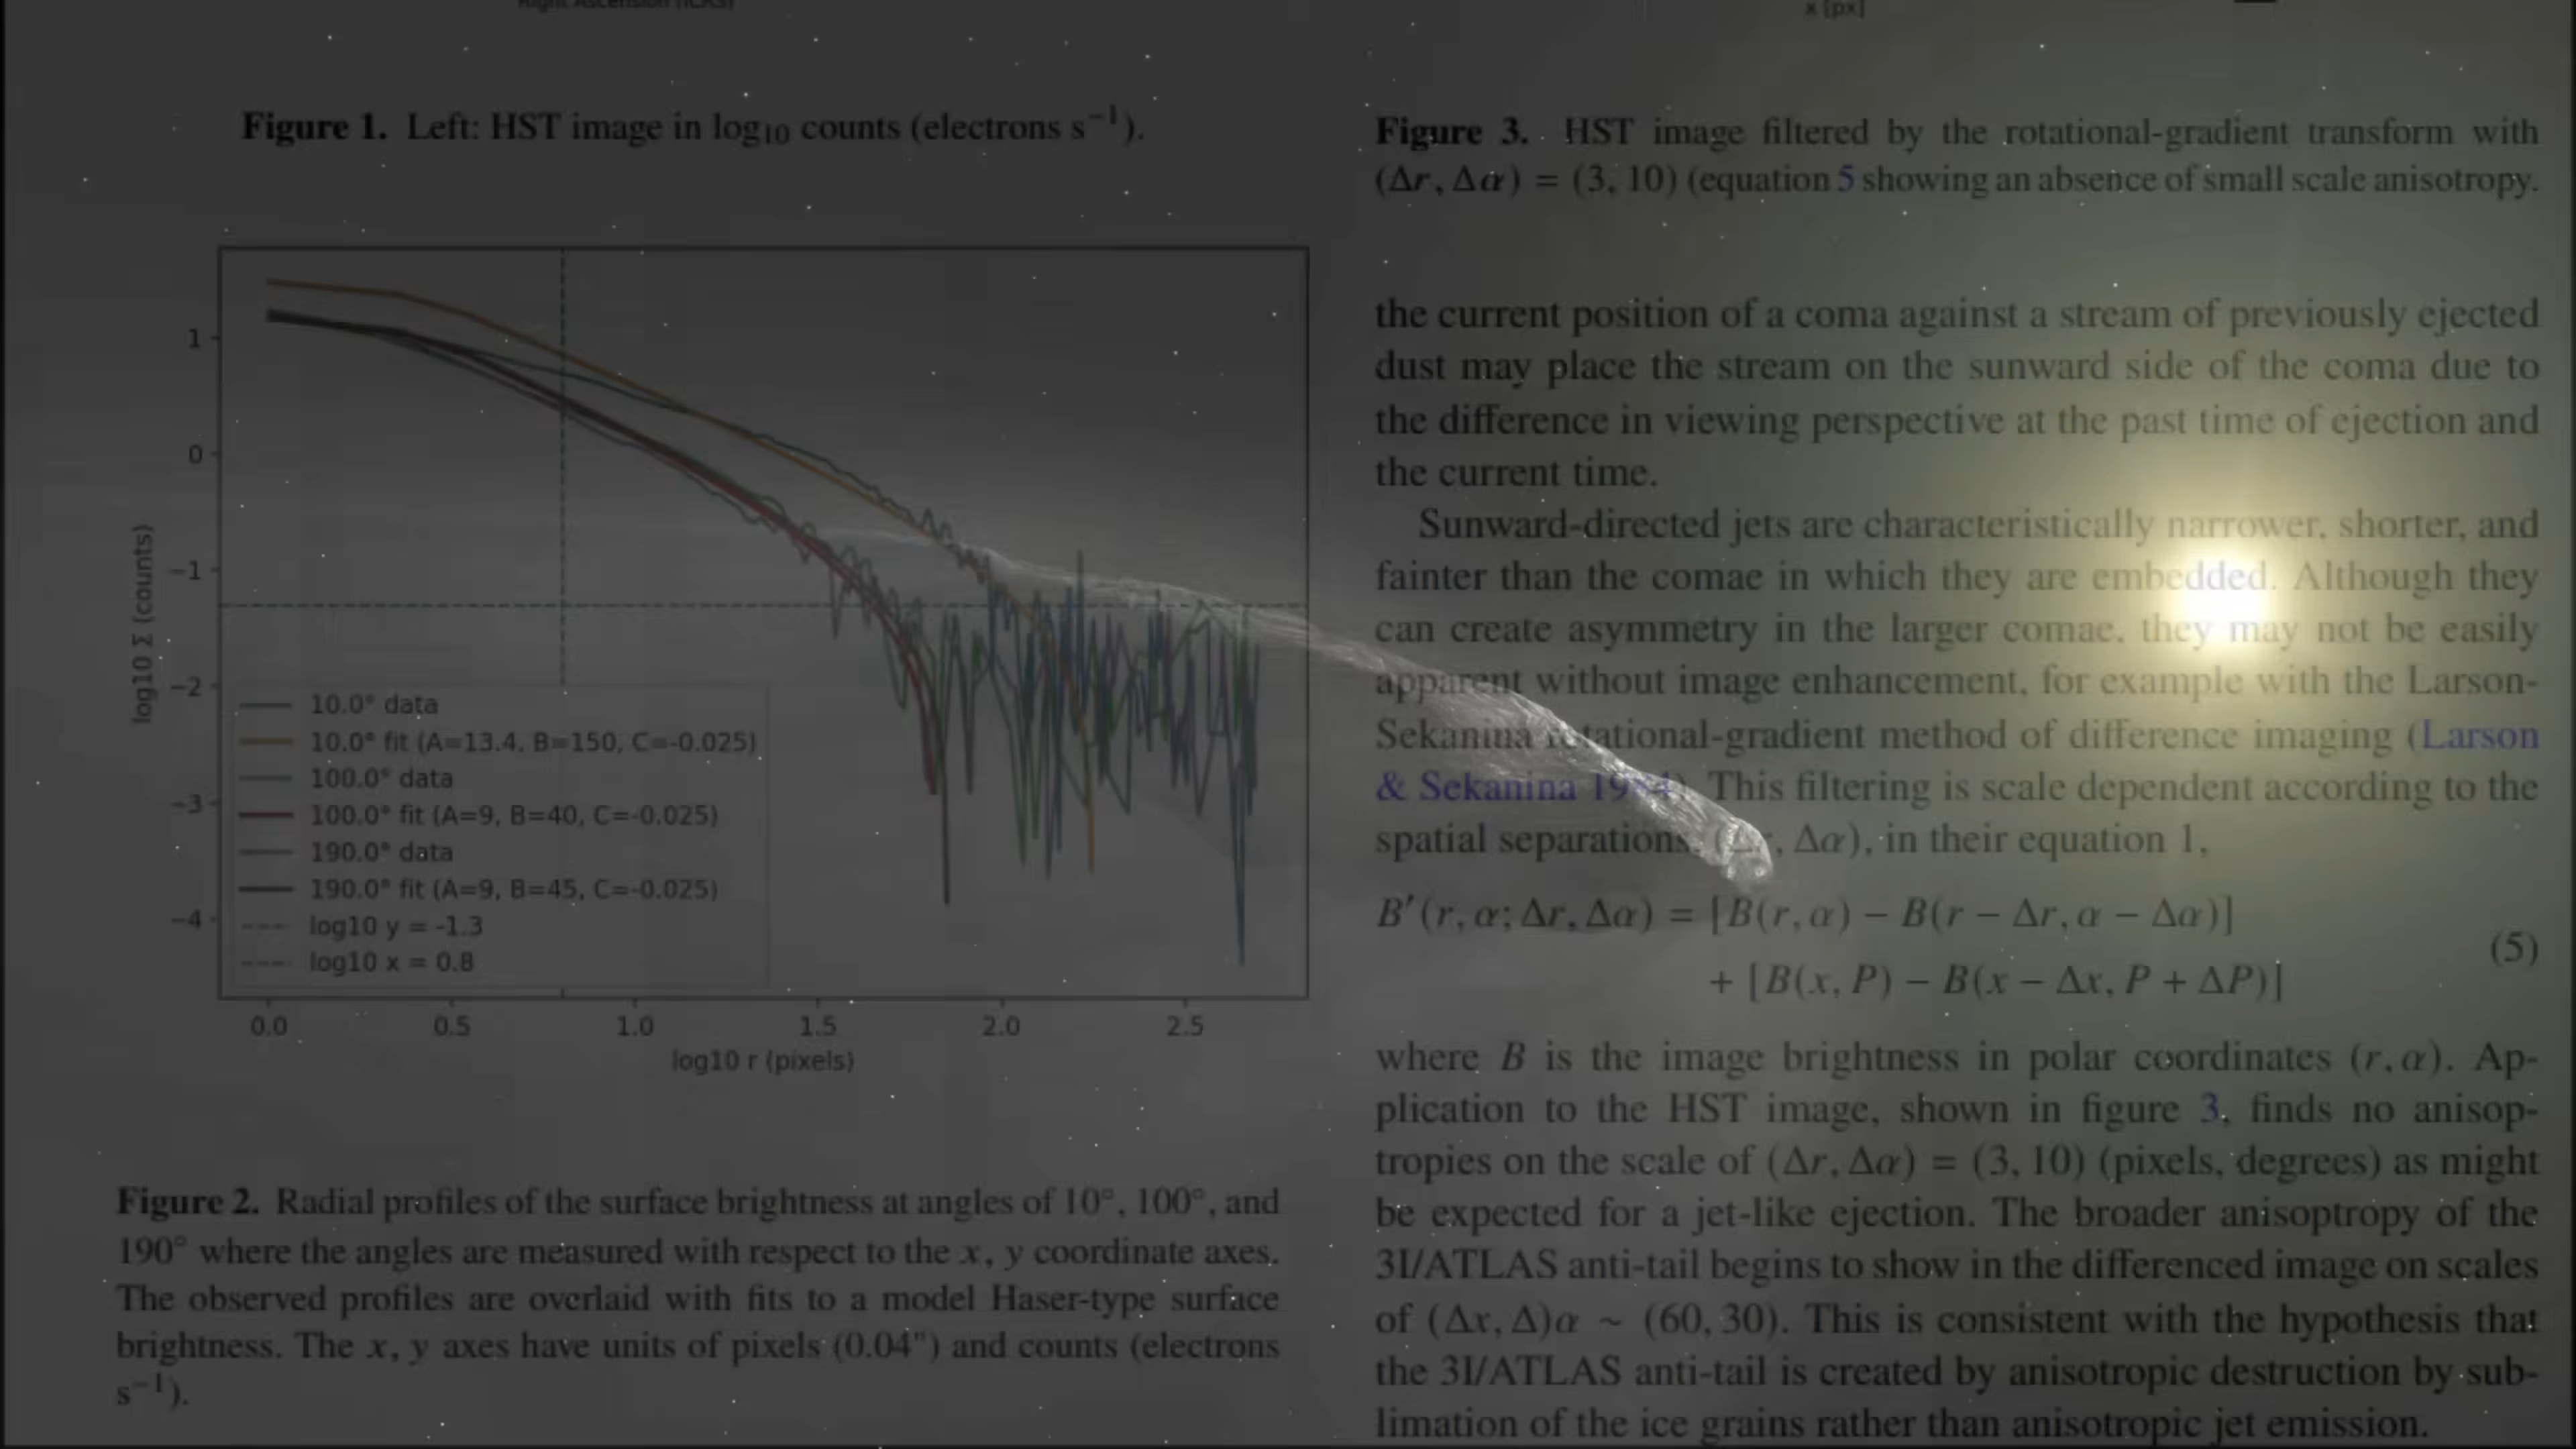 x [px]
Figure 1. Left: HST image in log10 counts (electrons s−1).
1
0
−1
−2
−3
−4
log10 Σ (counts)
10.0° data
10.0° fit (A=13.4, B=150, C=-0.025)
100.0° data
100.0° fit (A=9, B=40, C=-0.025)
190.0° data
190.0° fit (A=9, B=45, C=-0.025)
log10 y = -1.3
log10 x = 0.8
0.0 0.5 1.0 1.5 2.0 2.5
log10 r (pixels)
Figure 2. Radial profiles of the surface brightness at angles of 10°, 100°, and
190° where the angles are measured with respect to the x, y coordinate axes.
The observed profiles are overlaid with fits to a model Haser-type surface
brightness. The x, y axes have units of pixels (0.04") and counts (electrons
s−1).
Figure 3. HST image filtered by the rotational-gradient transform with
(Δr, Δα) = (3, 10) (equation 5 showing an absence of small scale anisotropy.
the current position of a coma against a stream of previously ejected
dust may place the stream on the sunward side of the coma due to
the difference in viewing perspective at the past time of ejection and
the current time.
Sunward-directed jets are characteristically narrower, shorter, and
fainter than the comae in which they are embedded. Although they
can create asymmetry in the larger comae, they may not be easily
apparent without image enhancement, for example with the Larson-
Sekanina rotational-gradient method of difference imaging (Larson
& Sekanina 1984). This filtering is scale dependent according to the
spatial separations, (Δr, Δα), in their equation 1,
B′(r, α; Δr, Δα) = [B(r, α) − B(r − Δr, α − Δα)]
+ [B(x, P) − B(x − Δx, P + ΔP)]
(5)
where B is the image brightness in polar coordinates (r, α). Ap-
plication to the HST image, shown in figure 3, finds no anisop-
tropies on the scale of (Δr, Δα) = (3, 10) (pixels, degrees) as might
be expected for a jet-like ejection. The broader anisoptropy of the
3I/ATLAS anti-tail begins to show in the differenced image on scales
of (Δx, Δ)α ∼ (60, 30). This is consistent with the hypothesis that
the 3I/ATLAS anti-tail is created by anisotropic destruction by sub-
limation of the ice grains rather than anisotropic jet emission.